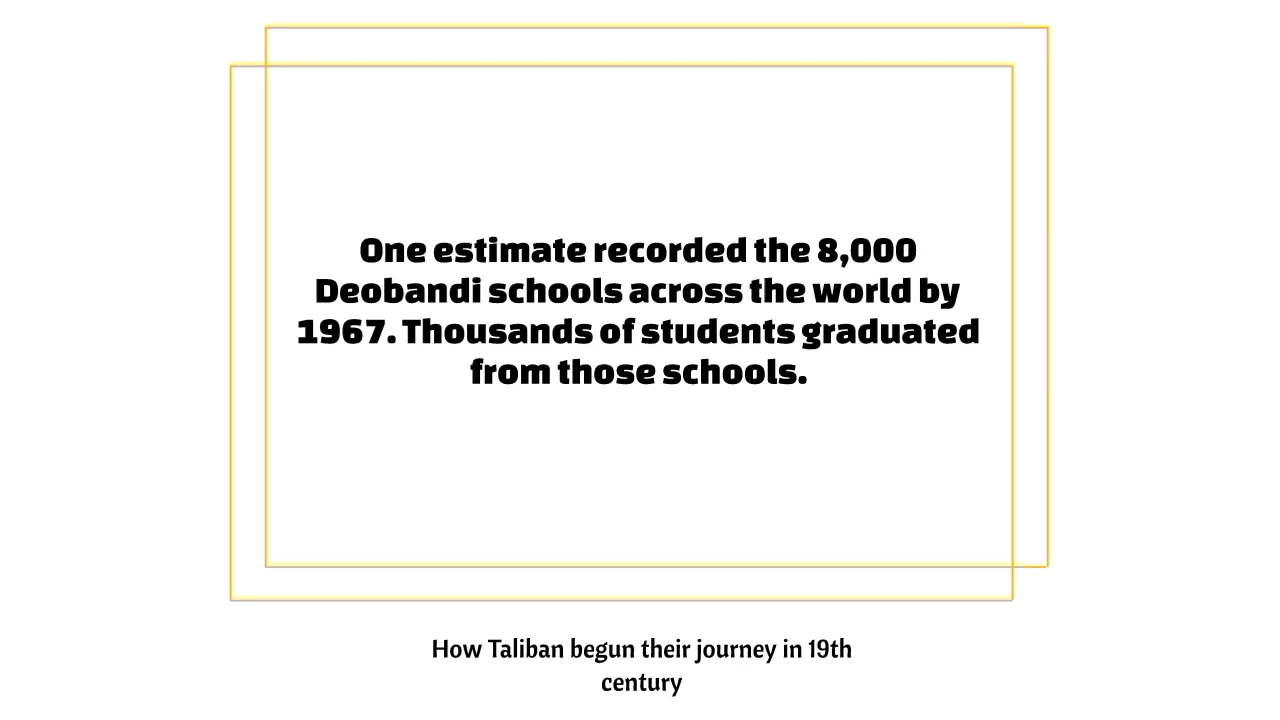 One estimate recorded the 8,000
Deobandi schools across the world by
1967. Thousands of students graduated
from those schools.
How Taliban begun their journey in 19th
century